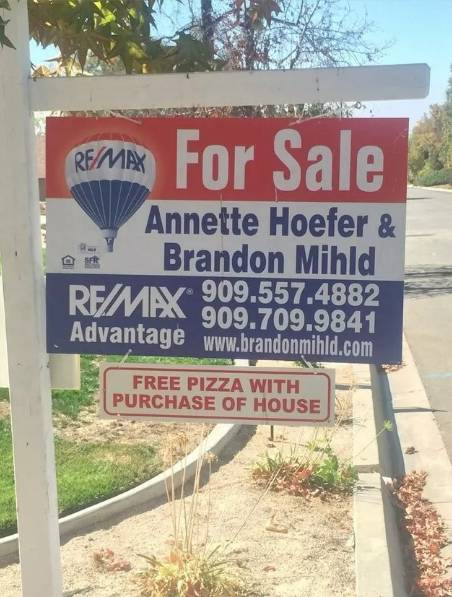 RE/MAX
For Sale
Annette Hoefer &
Brandon Mihld
RE/MAX®
Advantage
909.557.4882
909.709.9841
www.brandonmihld.com
FREE PIZZA WITH
PURCHASE OF HOUSE